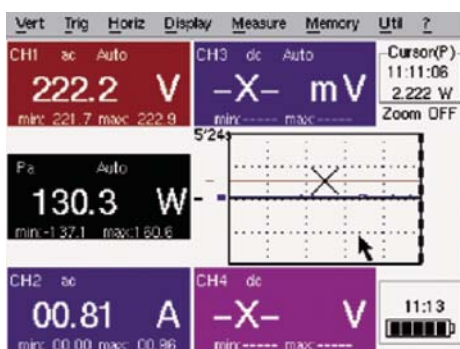 Vert Trig Horiz Display Measure Memory Util ?
CH1 ac Auto
222.2 V
min: 221.7 max: 222.9
CH3 dc Auto
-X- mV
min:----- max:-----
Cursor(P)
11:11:06
2.222 W
Zoom OFF
5'24s
Pa Auto
130.3 W
min:-137.1 max:160.6
CH2 ac
00.81 A
min: 00.00 max: 00.86
CH4 dc
-X- V
min:----- max:-----
11:13